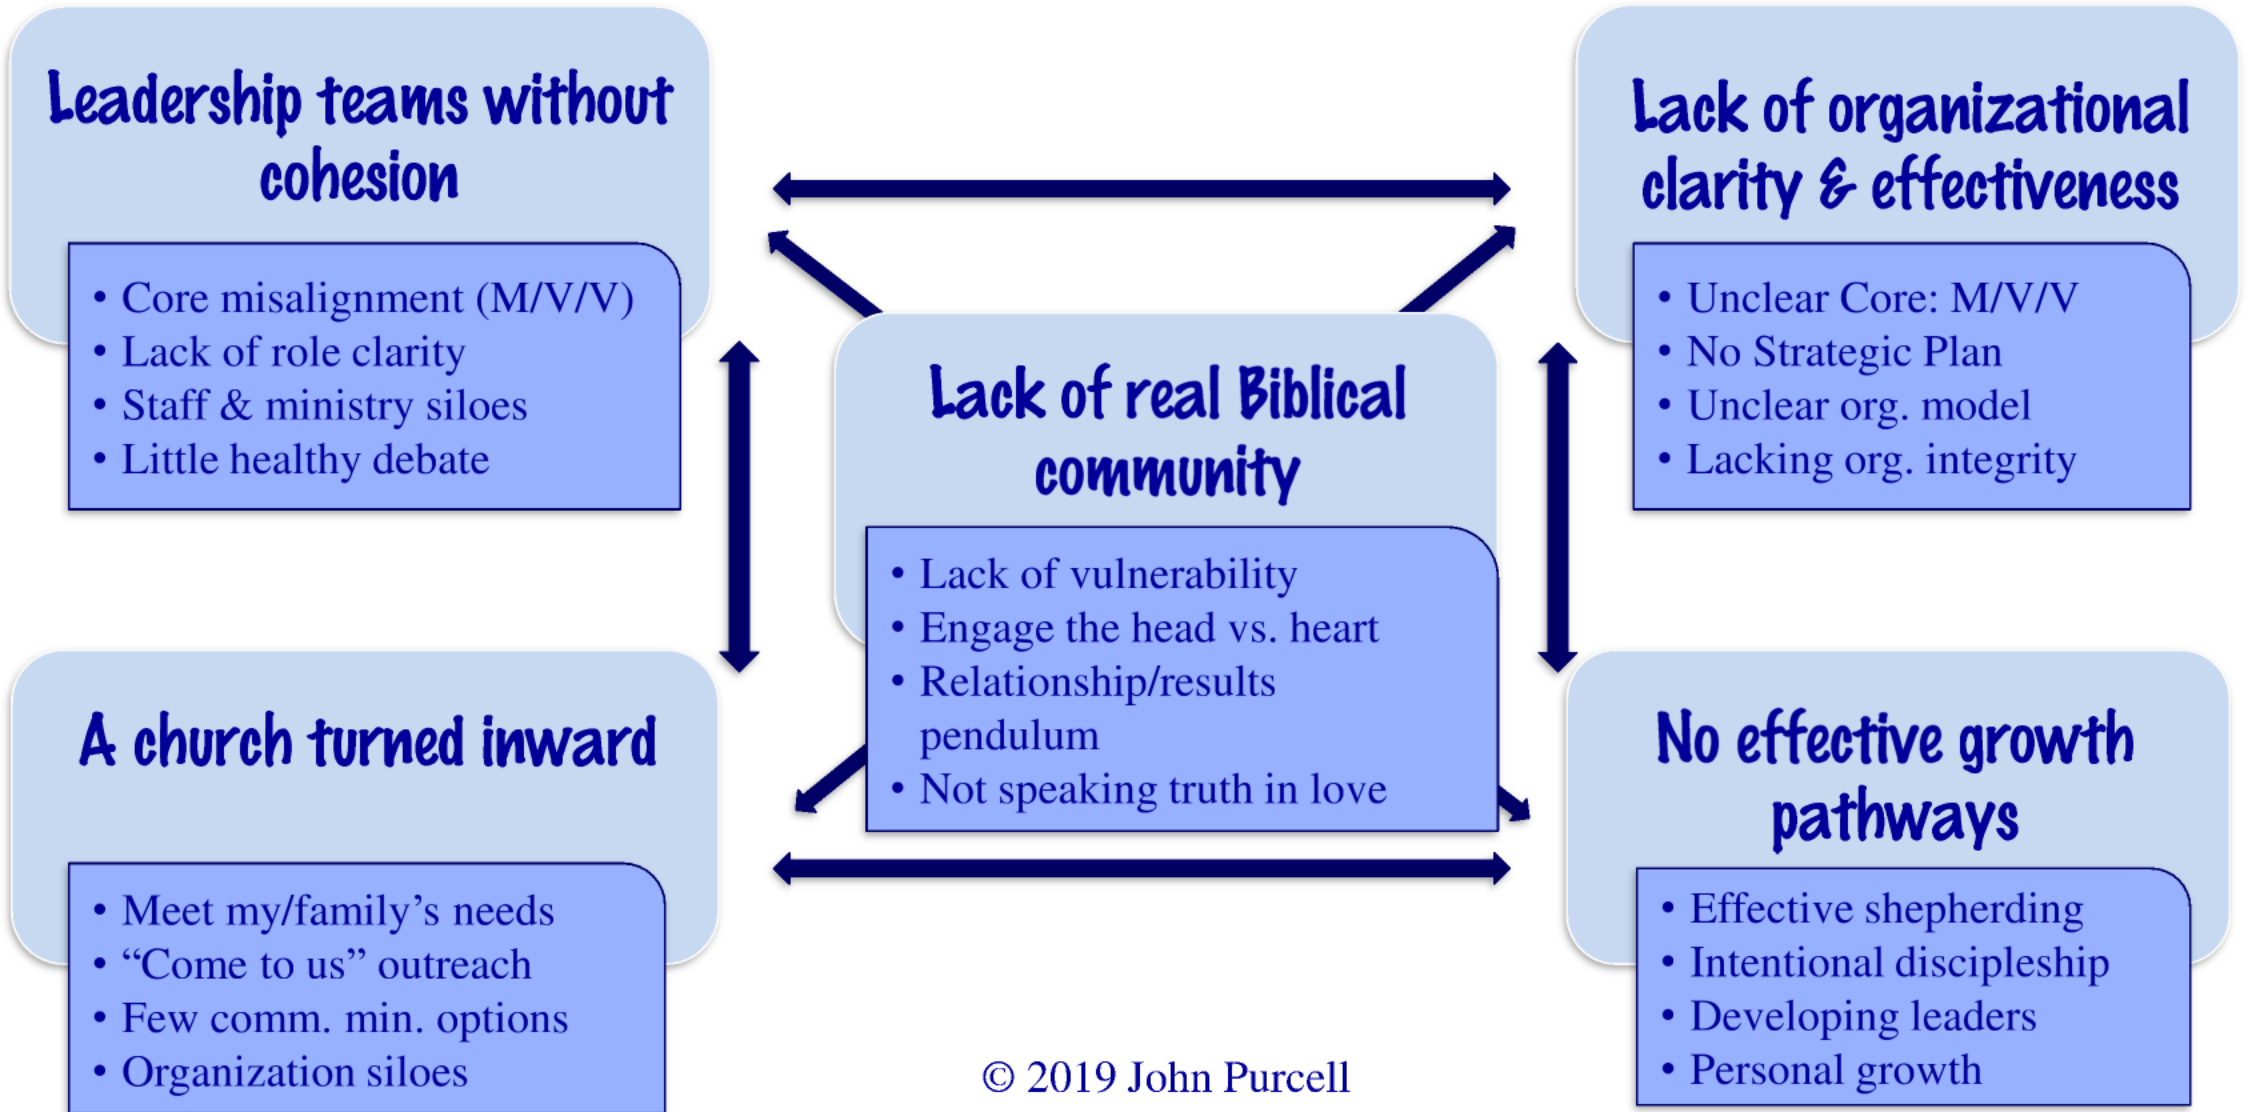 Leadership teams without
cohesion
• Core misalignment (M/V/V)
• Lack of role clarity
• Staff & ministry siloes
• Little healthy debate
Lack of organizational
clarity & effectiveness
• Unclear Core: M/V/V
• No Strategic Plan
• Unclear org. model
• Lacking org. integrity
Lack of real Biblical
community
• Lack of vulnerability
• Engage the head vs. heart
• Relationship/results
pendulum
• Not speaking truth in love
A church turned inward
• Meet my/family’s needs
• “Come to us” outreach
• Few comm. min. options
• Organization siloes
No effective growth
pathways
• Effective shepherding
• Intentional discipleship
• Developing leaders
• Personal growth
© 2019 John Purcell